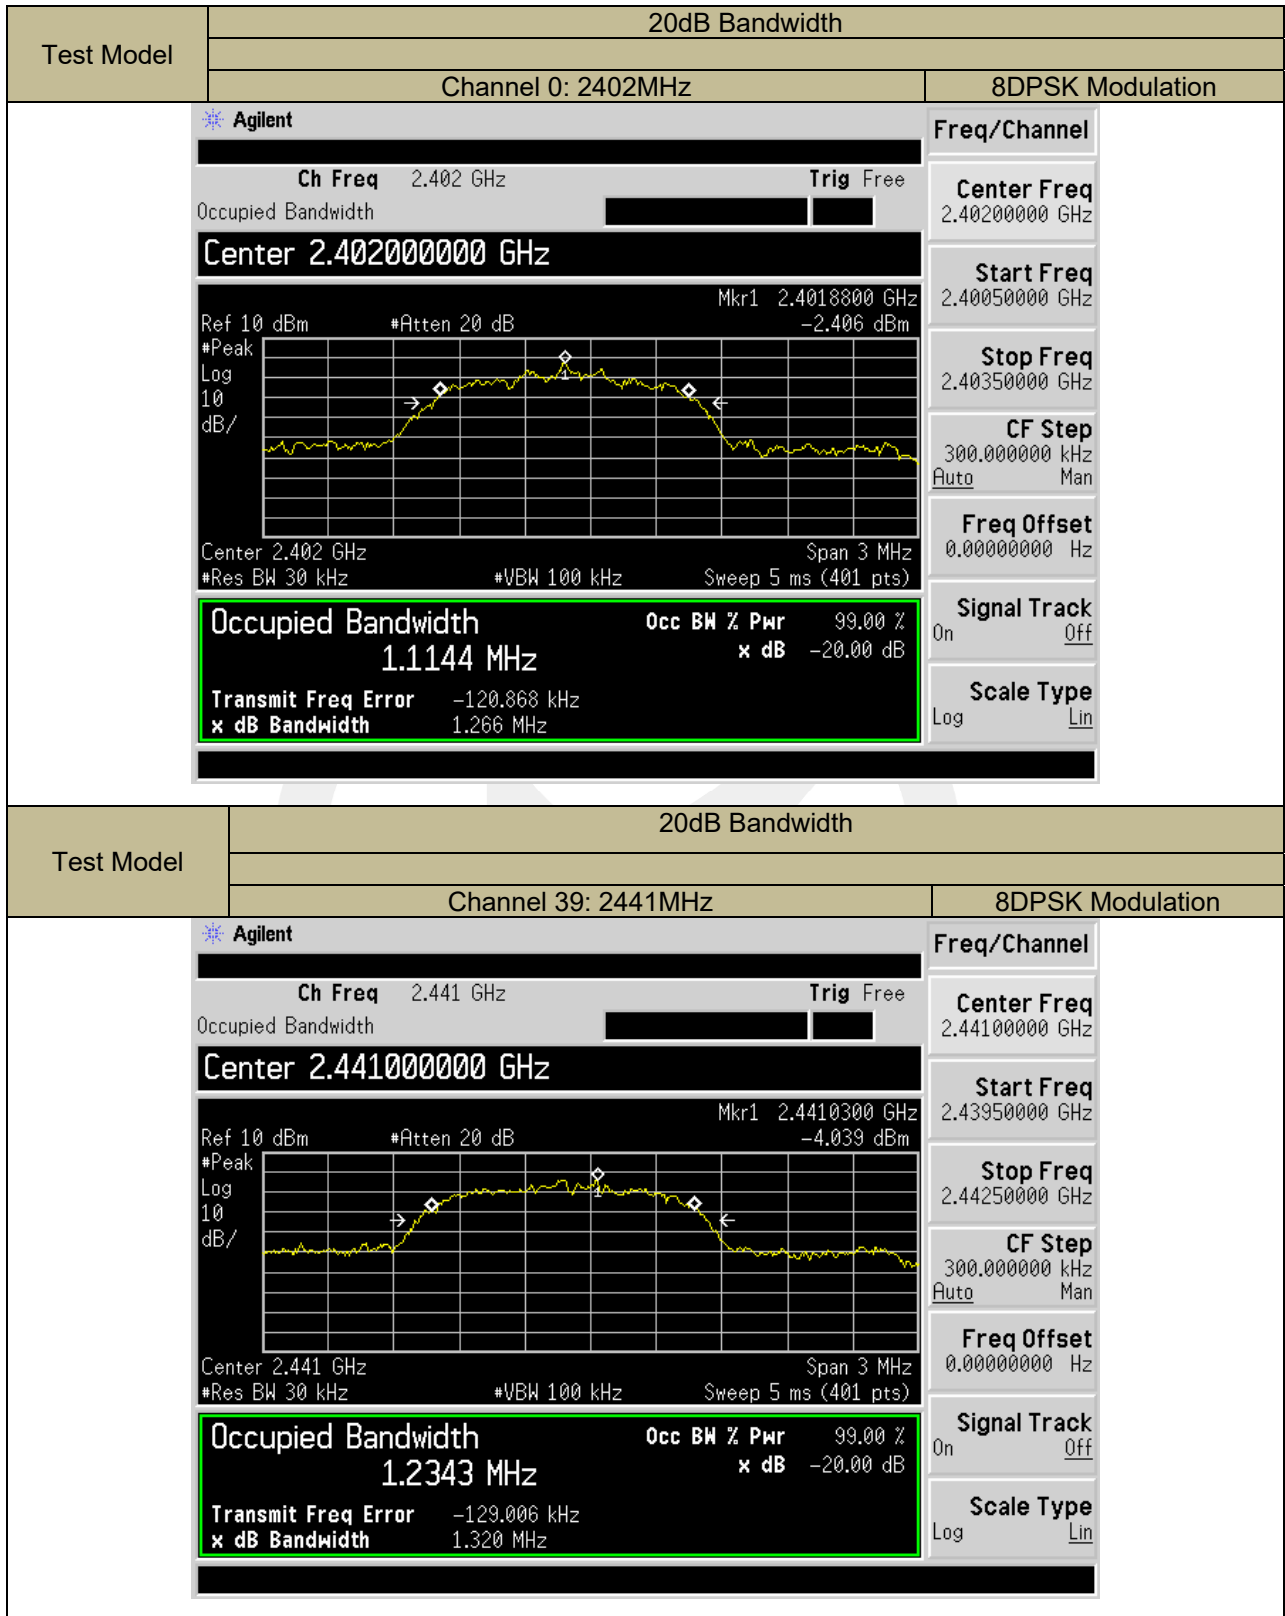 Test Model
20dB Bandwidth
Channel 0: 2402MHz
8DPSK Modulation
Agilent
Freq/Channel
Ch Freq 2.402 GHz Trig Free
Occupied Bandwidth
Center 2.402000000 GHz
Mkr1 2.4018800 GHz
Ref 10 dBm #Atten 20 dB -2.406 dBm
#Peak
Log
10
dB/
1
Center 2.402 GHz Span 3 MHz
#Res BW 30 kHz #VBW 100 kHz Sweep 5 ms (401 pts)
Occupied Bandwidth Occ BW % Pwr 99.00 %
1.1144 MHz x dB -20.00 dB
Transmit Freq Error -120.868 kHz
x dB Bandwidth 1.266 MHz
Center Freq
2.40200000 GHz
Start Freq
2.40050000 GHz
Stop Freq
2.40350000 GHz
CF Step
300.000000 kHz
Auto Man
Freq Offset
0.00000000 Hz
Signal Track
On Off
Scale Type
Log Lin
Test Model
20dB Bandwidth
Channel 39: 2441MHz
8DPSK Modulation
Agilent
Freq/Channel
Ch Freq 2.441 GHz Trig Free
Occupied Bandwidth
Center 2.441000000 GHz
Mkr1 2.4410300 GHz
Ref 10 dBm #Atten 20 dB -4.039 dBm
#Peak
Log
10
dB/
1
Center 2.441 GHz Span 3 MHz
#Res BW 30 kHz #VBW 100 kHz Sweep 5 ms (401 pts)
Occupied Bandwidth Occ BW % Pwr 99.00 %
1.2343 MHz x dB -20.00 dB
Transmit Freq Error -129.006 kHz
x dB Bandwidth 1.320 MHz
Center Freq
2.44100000 GHz
Start Freq
2.43950000 GHz
Stop Freq
2.44250000 GHz
CF Step
300.000000 kHz
Auto Man
Freq Offset
0.00000000 Hz
Signal Track
On Off
Scale Type
Log Lin